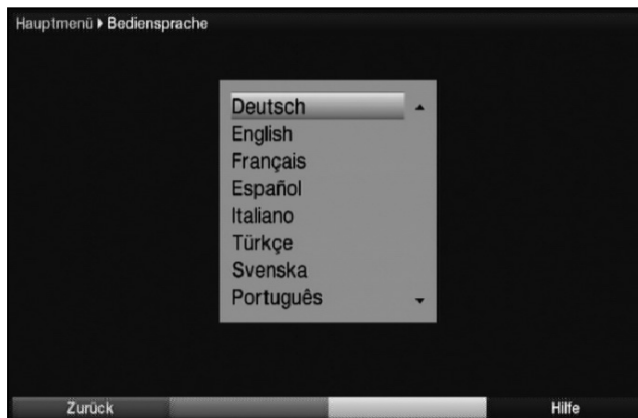 Hauptmenü ▶ Bediensprache
Deutsch
English
Français
Español
Italiano
Türkçe
Svenska
Português
Zurück Hilfe